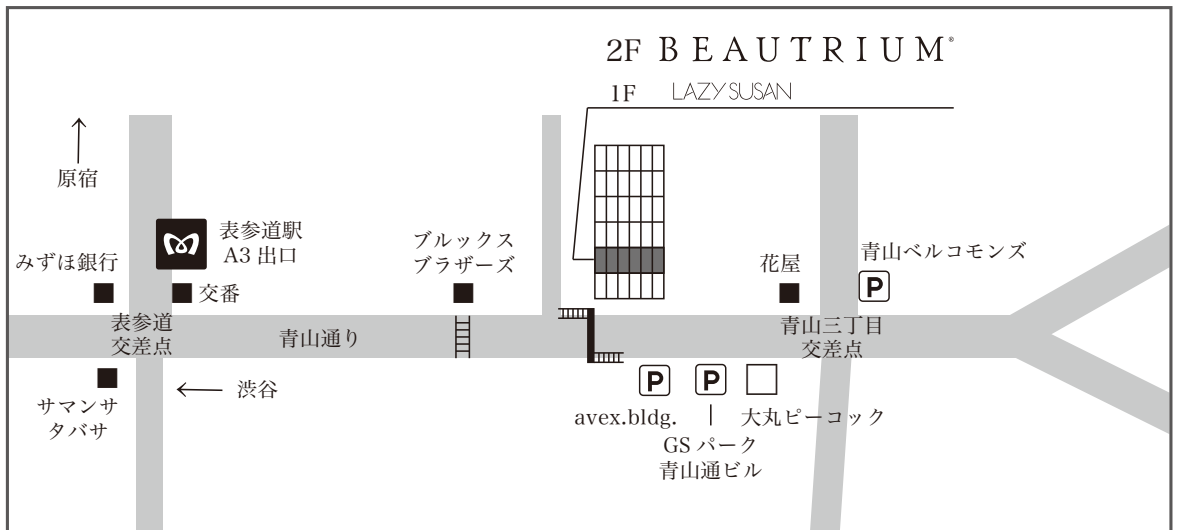 2F BEAUTRIUM®
1F LAZY SUSAN
原宿
表参道駅
A3 出口
みずほ銀行
交番
ブルックス
ブラザーズ
花屋
青山ベルコモンズ
P
表参道
交差点
青山通り
青山三丁目
交差点
サマンサ
タバサ
渋谷
P
P
avex.bldg.
大丸ピーコック
GS パーク
青山通ビル